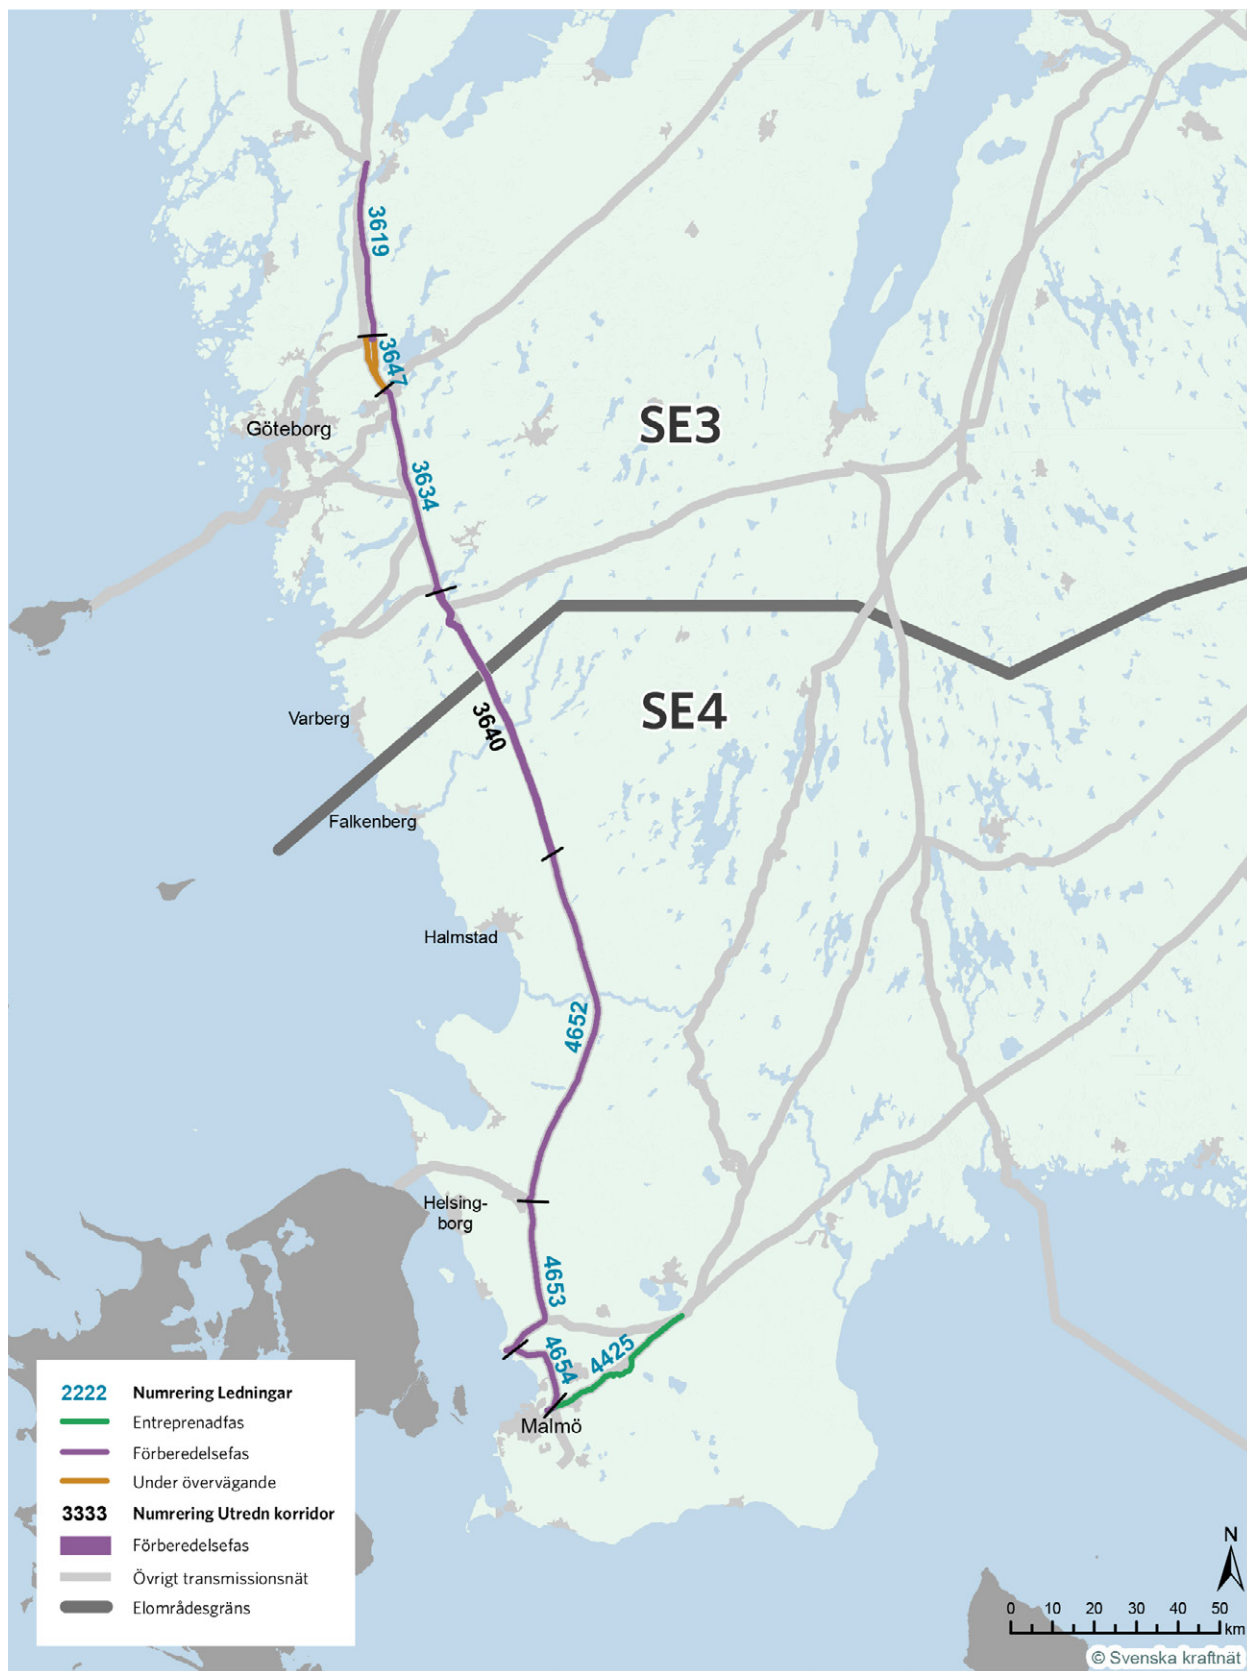 3619
3647
SE3
Göteborg
3634
SE4
3640
Varberg
Falkenberg
Halmstad
4652
Helsing-
borg
4653
4654
4425
Malmö
2222 Numrering Ledningar
Entreprenadfas
Förberedelsefas
Under övervägande
3333 Numrering Utredn korridor
Förberedelsefas
Övrigt transmissionsnät
Elområdesgräns
N
0 10 20 30 40 50
km
© Svenska kraftnät